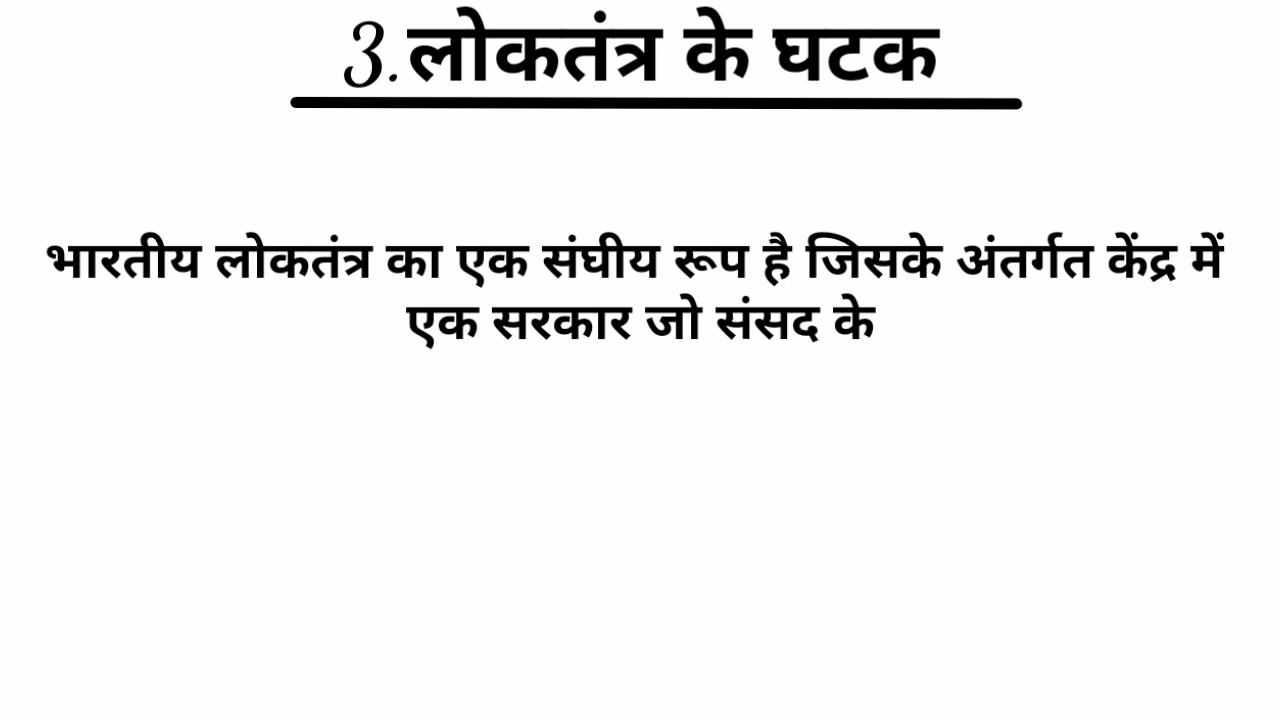 3.लोकतंत्र के घटक
भारतीय लोकतंत्र का एक संघीय रूप है जिसके अंतर्गत केंद्र में
एक सरकार जो संसद के